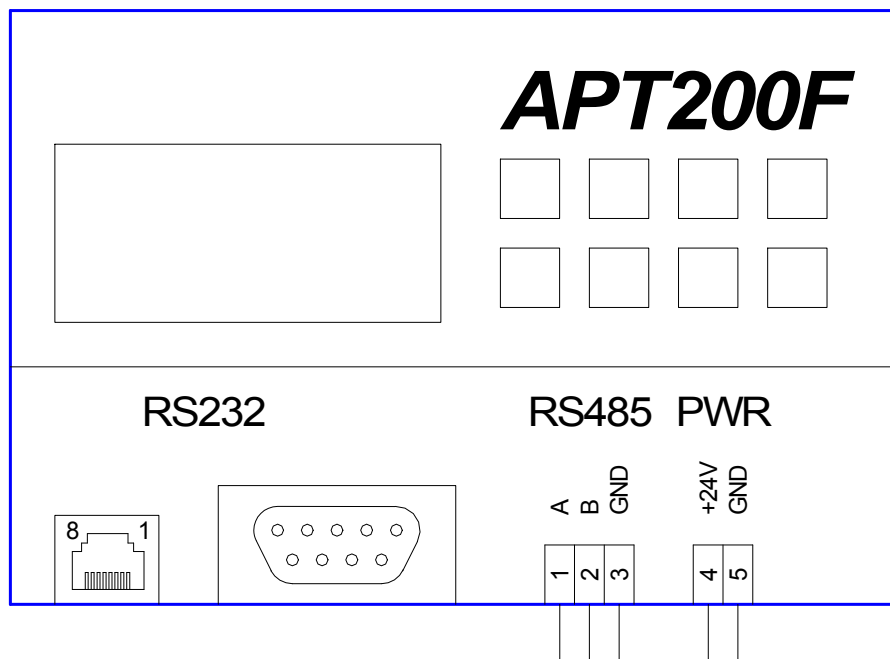 APT200F
RS232
RS485 PWR
A
B
GND
+24V
GND
8 1
1 2 3 4 5